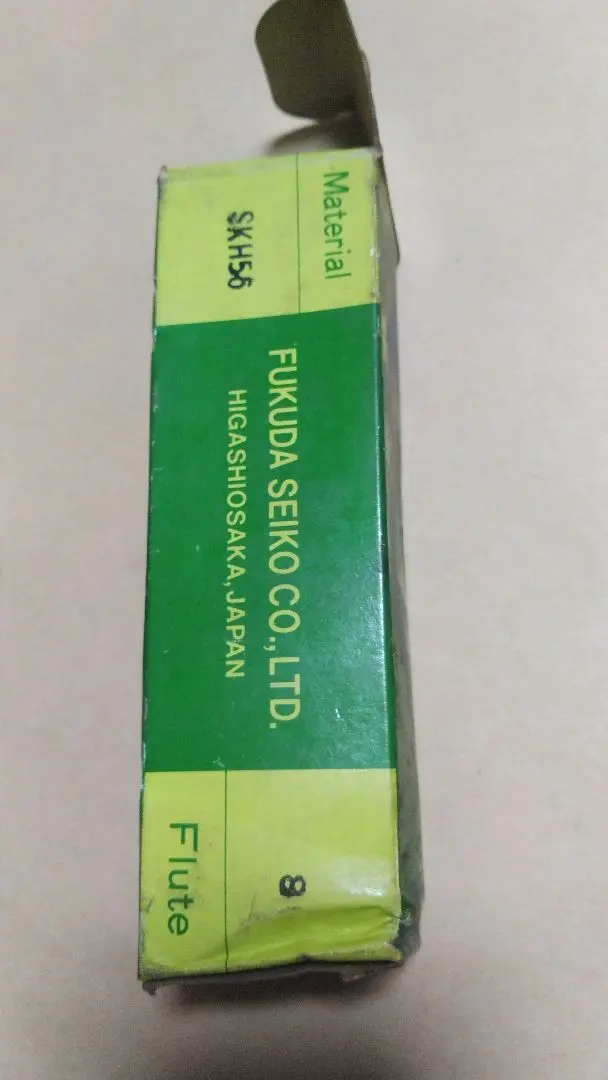 Material
SKH56
FUKUDA SEIKO CO.,LTD.
HIGASHIOSAKA,JAPAN
8
Flute